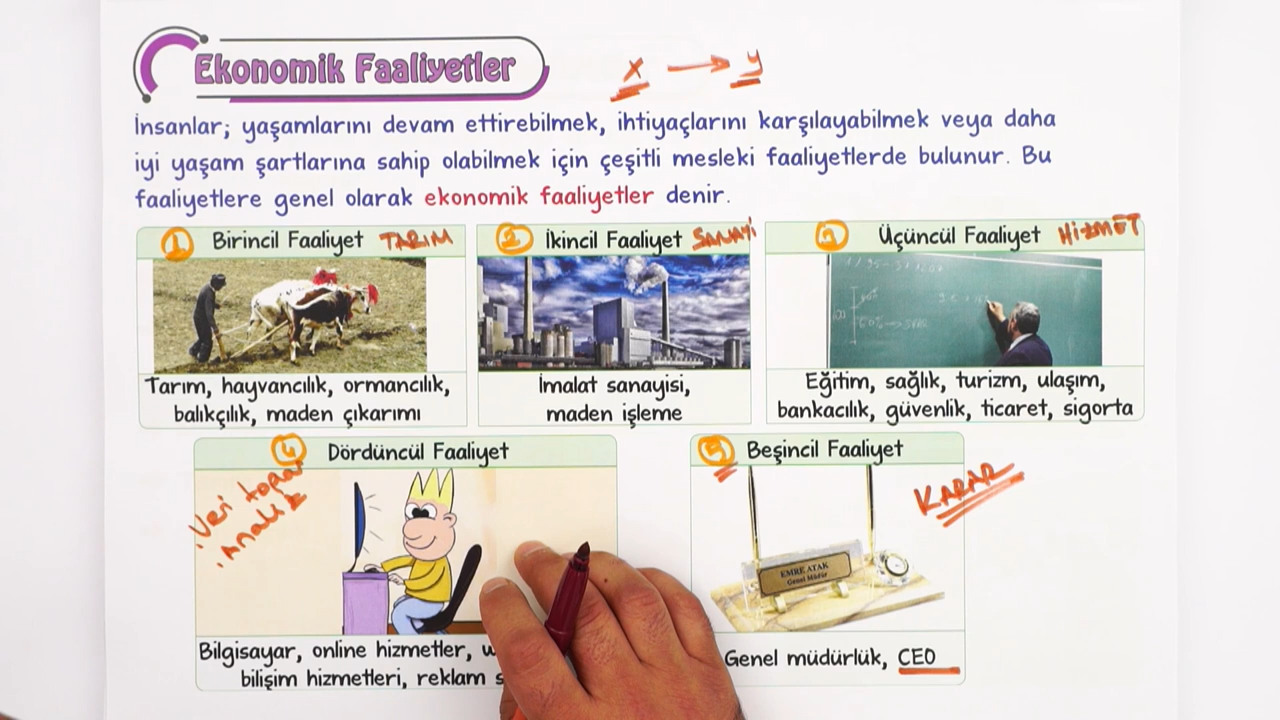 Ekonomik Faaliyetler
x → y
İnsanlar; yaşamlarını devam ettirebilmek, ihtiyaçlarını karşılayabilmek veya daha
iyi yaşam şartlarına sahip olabilmek için çeşitli mesleki faaliyetlerde bulunur. Bu
faaliyetlere genel olarak ekonomik faaliyetler denir.
1 Birincil Faaliyet TARIM
Tarım, hayvancılık, ormancılık,
balıkçılık, maden çıkarımı
2 İkincil Faaliyet SANAYİ
İmalat sanayisi,
maden işleme
Üçüncül Faaliyet HİZMET
Eğitim, sağlık, turizm, ulaşım,
bankacılık, güvenlik, ticaret, sigorta
4 Dördüncül Faaliyet
Veri topla
Analiz
Bilgisayar, online hizmetler,
bilişim hizmetleri, reklam
5 Beşincil Faaliyet
KARAR
EMRE ATAK
Genel Müdür
Genel müdürlük, CEO